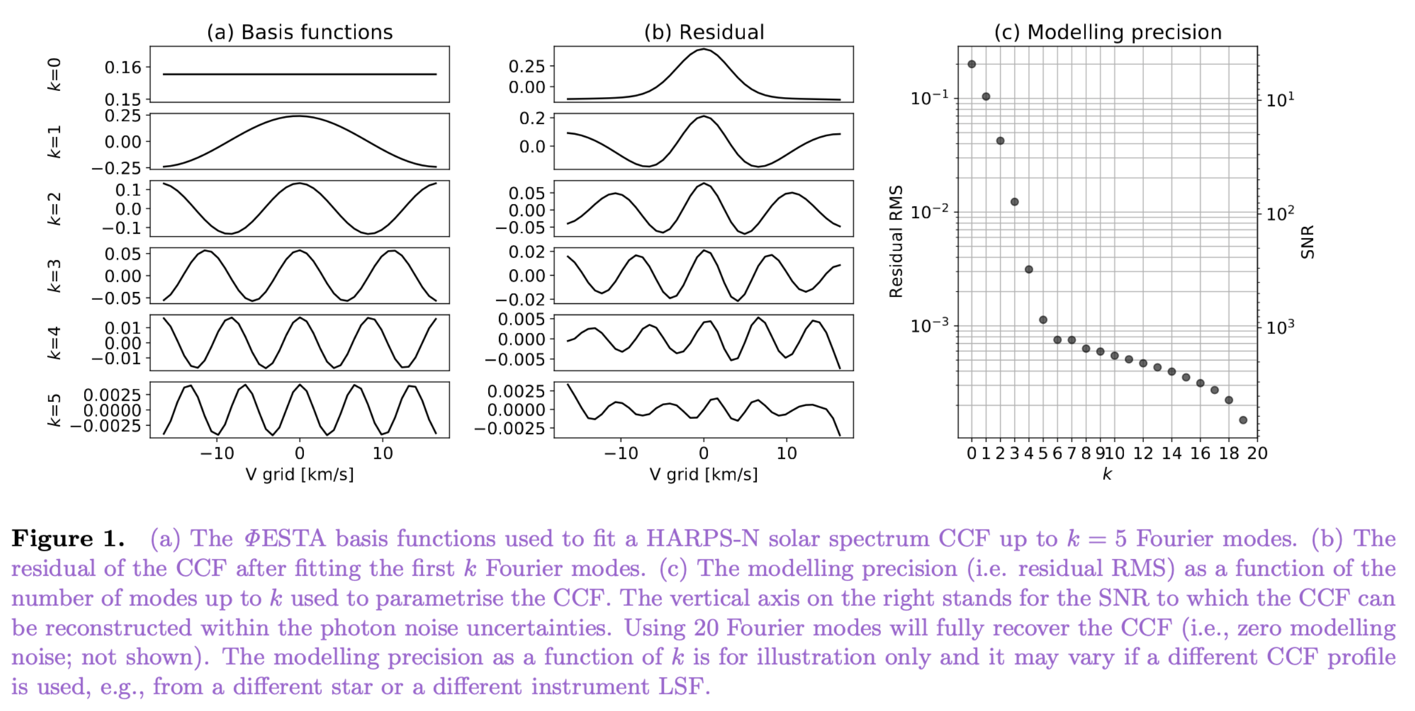 (a) Basis functions
(b) Residual
(c) Modelling precision
k=0
0.16
0.15
0.25
0.00
k=1
0.25
0.00
−0.25
0.2
0.0
k=2
0.1
0.0
−0.1
0.05
0.00
−0.05
k=3
0.05
0.00
−0.05
0.02
0.00
−0.02
k=4
0.01
0.00
−0.01
0.005
0.000
−0.005
k=5
0.0025
0.0000
−0.0025
0.0025
0.0000
−0.0025
−10 0 10
V grid [km/s]
−10 0 10
V grid [km/s]
Residual RMS
10⁻¹
10⁻²
10⁻³
10¹
10²
10³
SNR
0 1 2 3 4 5 6 7 8 9 10 12 14 16 18 20
k
Figure 1. (a) The ΦESTA basis functions used to fit a HARPS-N solar spectrum CCF up to k = 5 Fourier modes. (b) The
residual of the CCF after fitting the first k Fourier modes. (c) The modelling precision (i.e. residual RMS) as a function of the
number of modes up to k used to parametrise the CCF. The vertical axis on the right stands for the SNR to which the CCF can
be reconstructed within the photon noise uncertainties. Using 20 Fourier modes will fully recover the CCF (i.e., zero modelling
noise; not shown). The modelling precision as a function of k is for illustration only and it may vary if a different CCF profile
is used, e.g., from a different star or a different instrument LSF.